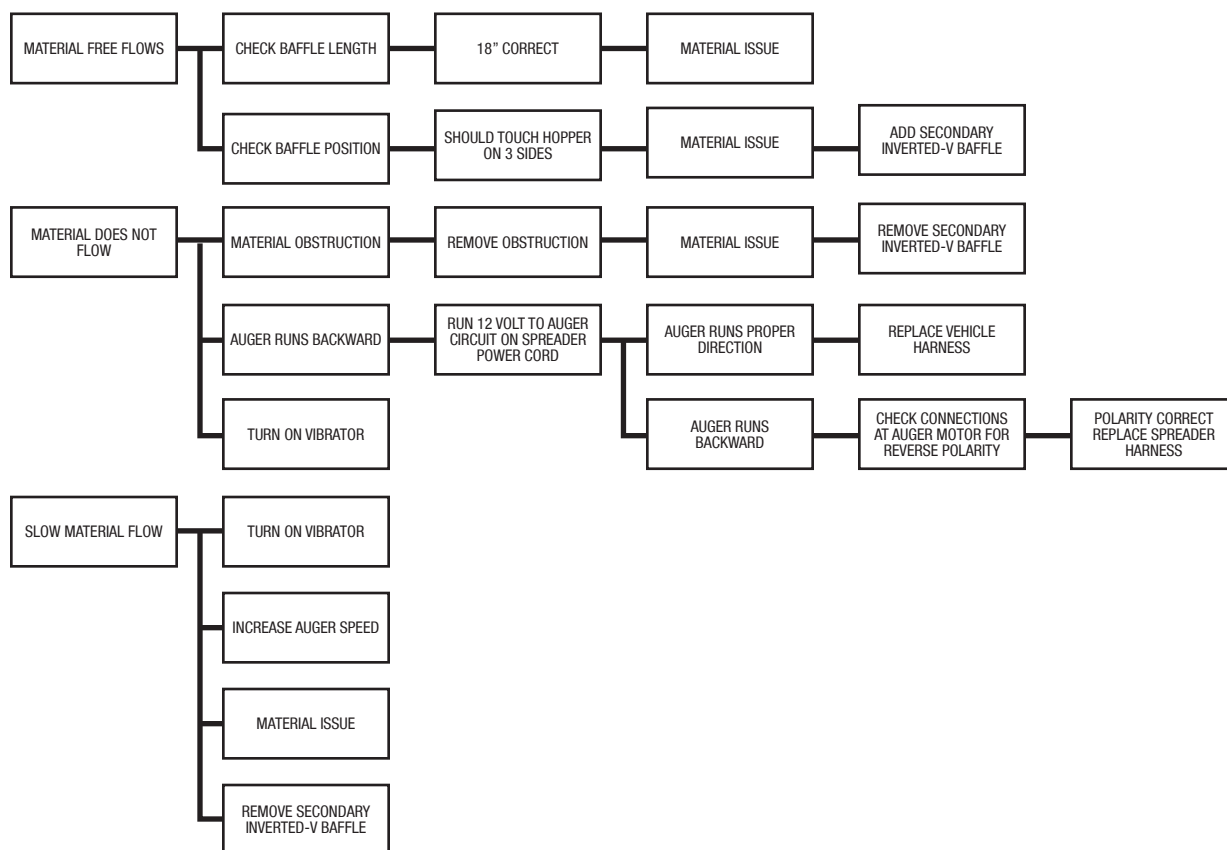 MATERIAL FREE FLOWS
CHECK BAFFLE LENGTH
18” CORRECT
MATERIAL ISSUE
CHECK BAFFLE POSITION
SHOULD TOUCH HOPPER
ON 3 SIDES
MATERIAL ISSUE
ADD SECONDARY
INVERTED-V BAFFLE
MATERIAL DOES NOT
FLOW
MATERIAL OBSTRUCTION
REMOVE OBSTRUCTION
MATERIAL ISSUE
REMOVE SECONDARY
INVERTED-V BAFFLE
AUGER RUNS BACKWARD
RUN 12 VOLT TO AUGER
CIRCUIT ON SPREADER
POWER CORD
AUGER RUNS PROPER
DIRECTION
REPLACE VEHICLE
HARNESS
TURN ON VIBRATOR
AUGER RUNS
BACKWARD
CHECK CONNECTIONS
AT AUGER MOTOR FOR
REVERSE POLARITY
POLARITY CORRECT
REPLACE SPREADER
HARNESS
SLOW MATERIAL FLOW
TURN ON VIBRATOR
INCREASE AUGER SPEED
MATERIAL ISSUE
REMOVE SECONDARY
INVERTED-V BAFFLE